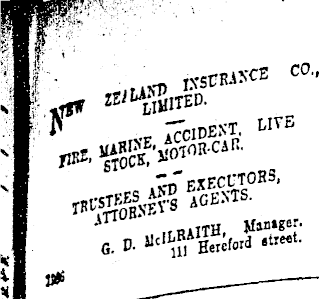 NEW ZEALAND INSURANCE CO.,
LIMITED.
FIRE, MARINE, ACCIDENT, LIVE
STOCK, MOTOR-CAR.
TRUSTEES AND EXECUTORS,
ATTORNEY'S AGENTS.
G. D. McILRAITH, Manager.
111 Hereford street.